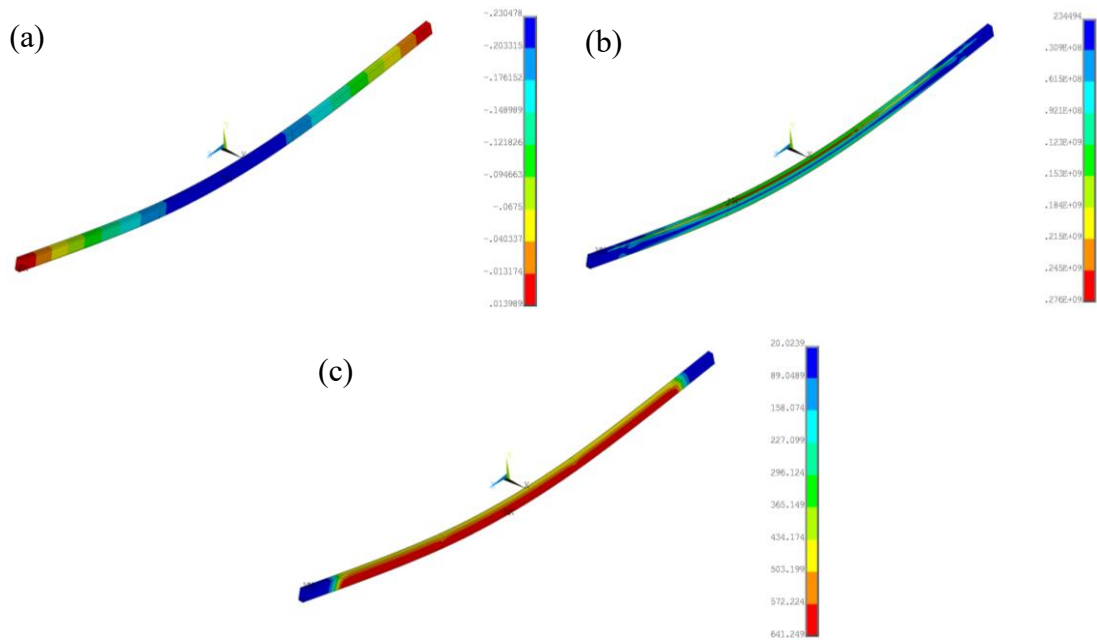 (a)
-.230478
-.203315
-.176152
-.148989
-.121826
-.094663
-.0675
-.040337
-.013174
.013989
(b)
234494
.309E+08
.615E+08
.921E+08
.123E+09
.153E+09
.184E+09
.215E+09
.245E+09
.276E+09
(c)
20.0239
89.0489
158.074
227.099
296.124
365.149
434.174
503.199
572.224
641.249